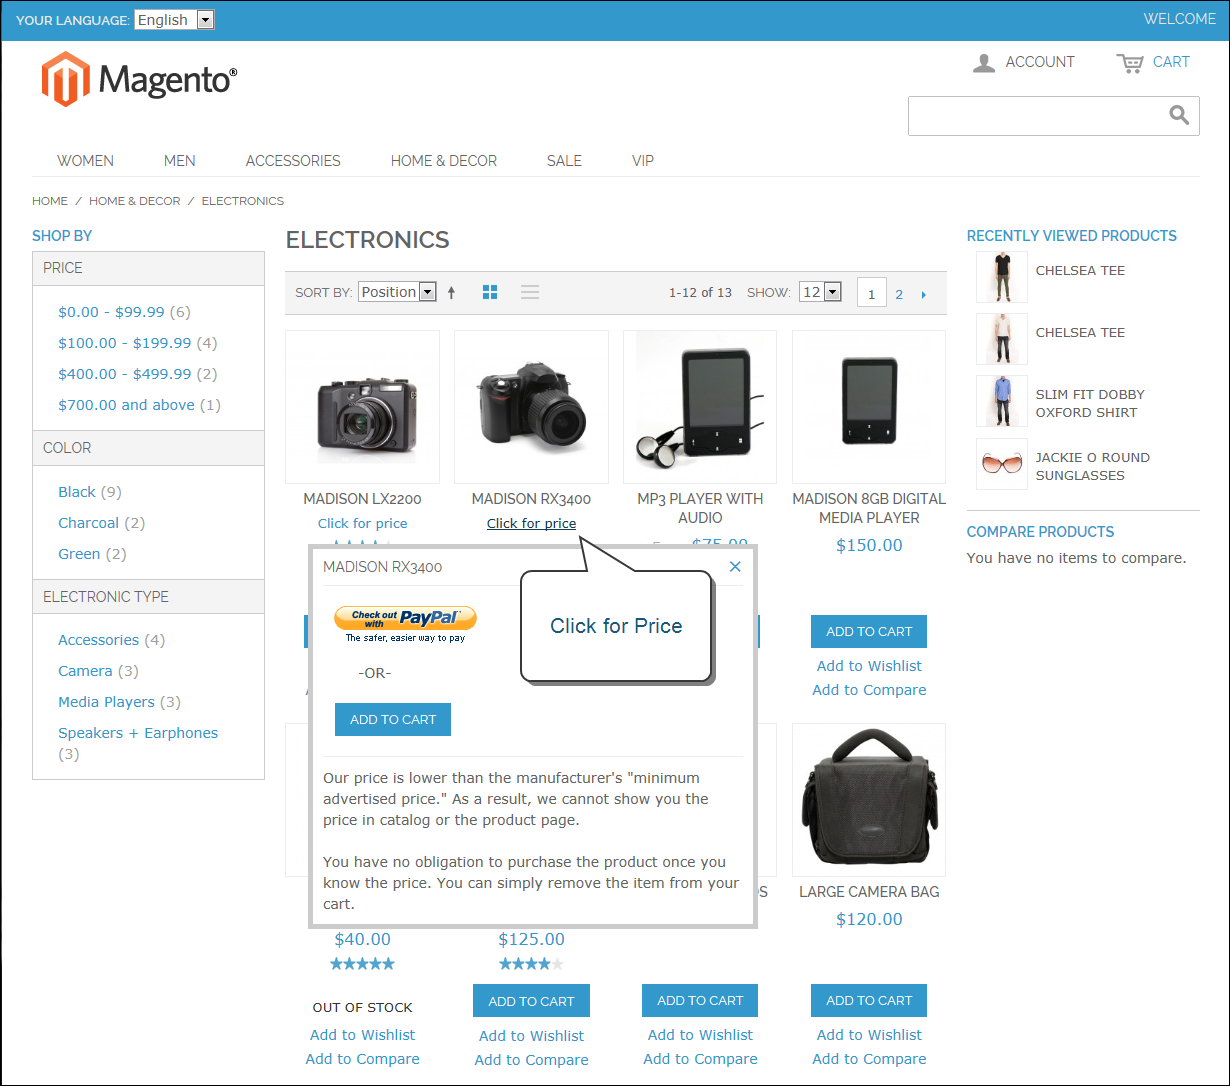 YOUR LANGUAGE: English
WELCOME
Magento®
ACCOUNT
CART
WOMEN
MEN
ACCESSORIES
HOME & DECOR
SALE
VIP
HOME / HOME & DECOR / ELECTRONICS
SHOP BY
PRICE
$0.00 - $99.99 (6)
$100.00 - $199.99 (4)
$400.00 - $499.99 (2)
$700.00 and above (1)
COLOR
Black (9)
Charcoal (2)
Green (2)
ELECTRONIC TYPE
Accessories (4)
Camera (3)
Media Players (3)
Speakers + Earphones
(3)
ELECTRONICS
SORT BY: Position
1-12 of 13
SHOW: 12
1
2
MADISON LX2200
Click for price
MADISON RX3400
Click for price
MP3 PLAYER WITH
AUDIO
$75.00
MADISON 8GB DIGITAL
MEDIA PLAYER
$150.00
ADD TO CART
Add to Wishlist
Add to Compare
MADISON RX3400
Check out
with PayPal
The safer, easier way to pay
-OR-
ADD TO CART
Click for Price
Our price is lower than the manufacturer's "minimum
advertised price." As a result, we cannot show you the
price in catalog or the product page.
You have no obligation to purchase the product once you
know the price. You can simply remove the item from your
cart.
$40.00
OUT OF STOCK
Add to Wishlist
Add to Compare
$125.00
ADD TO CART
Add to Wishlist
Add to Compare
ADD TO CART
Add to Wishlist
Add to Compare
LARGE CAMERA BAG
$120.00
ADD TO CART
Add to Wishlist
Add to Compare
RECENTLY VIEWED PRODUCTS
CHELSEA TEE
CHELSEA TEE
SLIM FIT DOBBY
OXFORD SHIRT
JACKIE O ROUND
SUNGLASSES
COMPARE PRODUCTS
You have no items to compare.